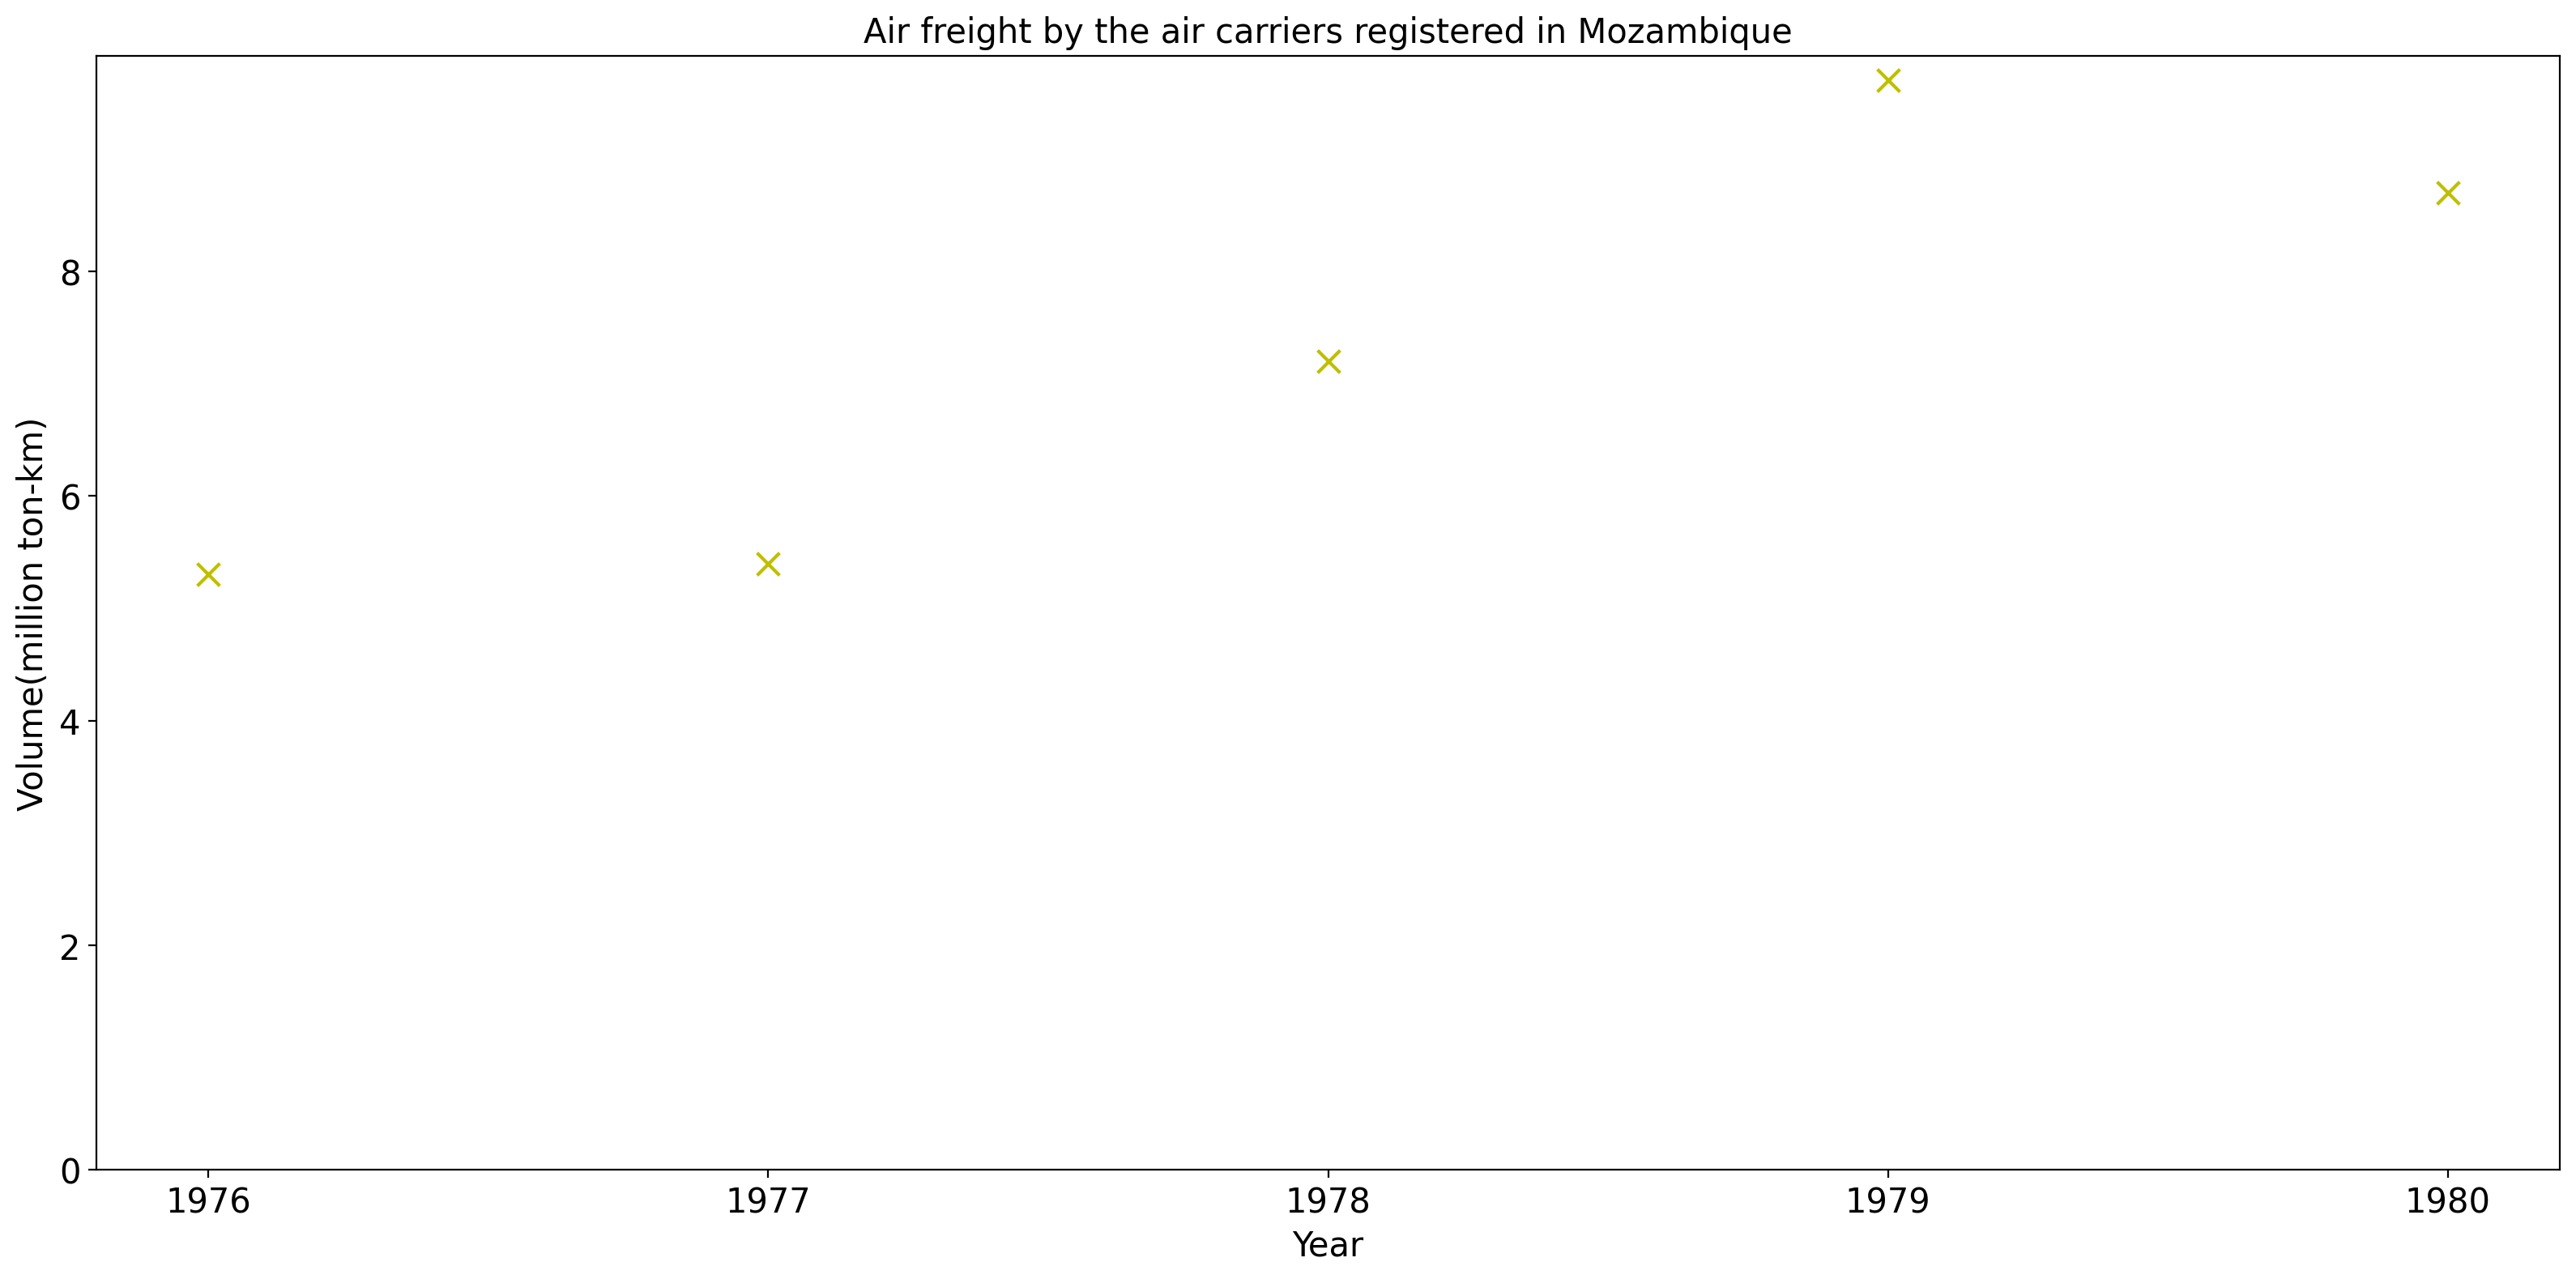 Air freight by the air carriers registered in Mozambique
Volume(million ton-km)
8
6
4
2
0
1976 1977 1978 1979 1980
Year